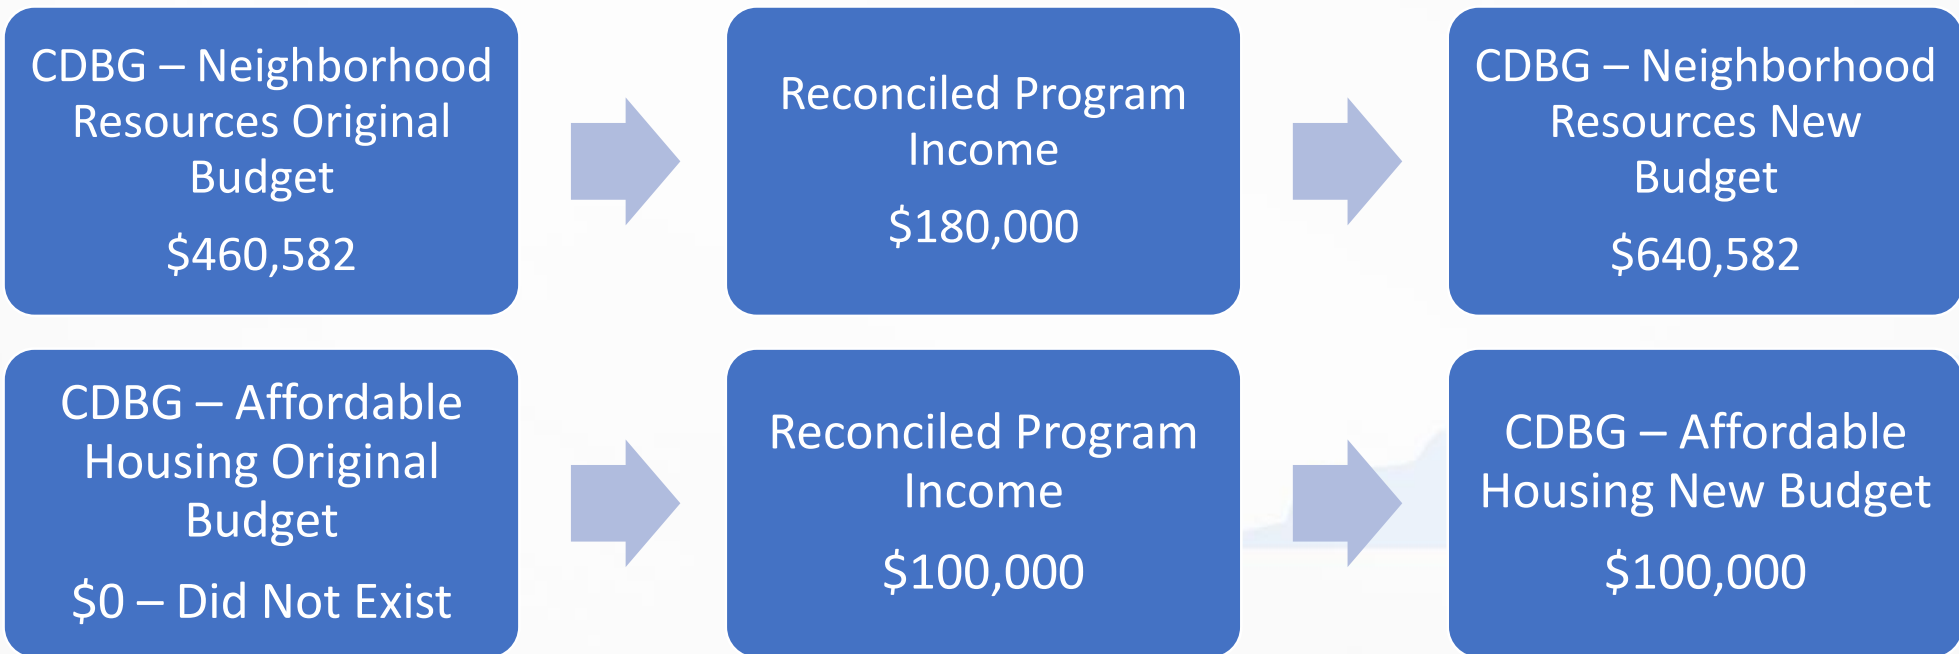 CDBG – Neighborhood
Resources Original
Budget
$460,582
Reconciled Program
Income
$180,000
CDBG – Neighborhood
Resources New
Budget
$640,582
CDBG – Affordable
Housing Original
Budget
$0 – Did Not Exist
Reconciled Program
Income
$100,000
CDBG – Affordable
Housing New Budget
$100,000